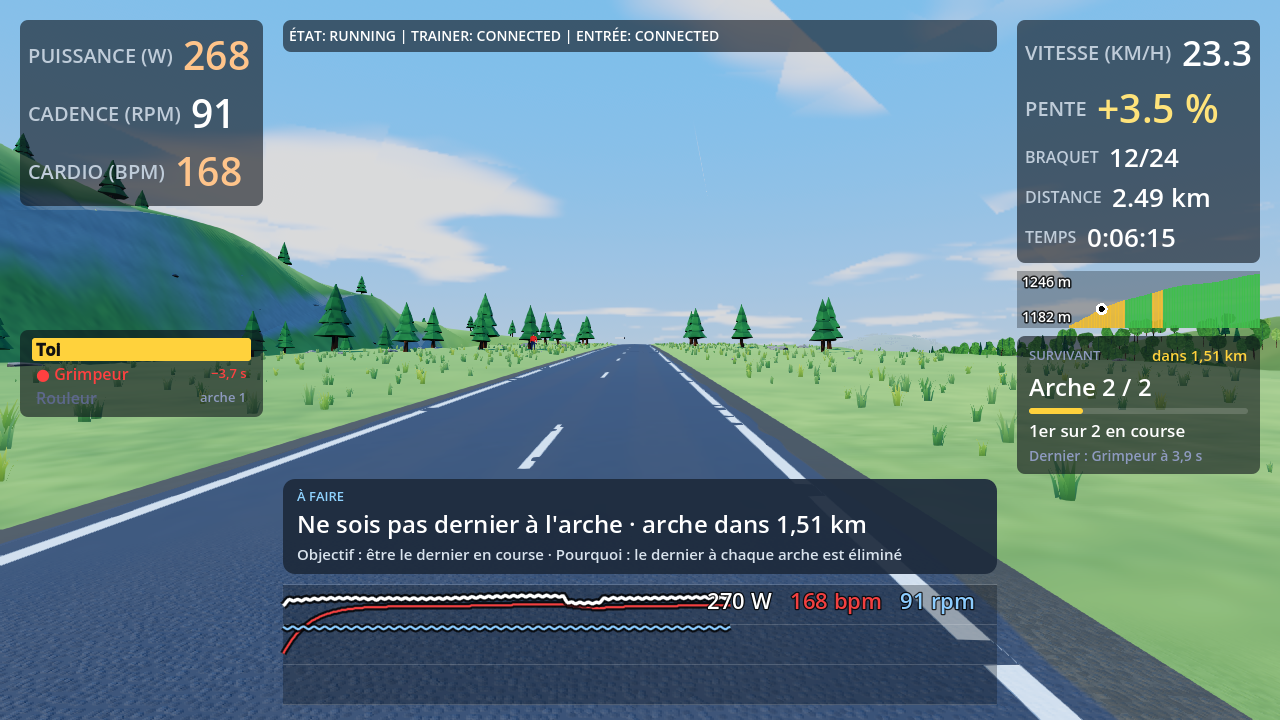 PUISSANCE (W) 268
CADENCE (RPM) 91
CARDIO (BPM) 168
ÉTAT: RUNNING | TRAINER: CONNECTED | ENTRÉE: CONNECTED
VITESSE (KM/H) 23.3
PENTE +3.5 %
BRAQUET 12/24
DISTANCE 2.49 km
TEMPS 0:06:15
1246 m
1182 m
Toi
Grimpeur −3,7 s
Rouleur arche 1
SURVIVANT dans 1,51 km
Arche 2 / 2
1er sur 2 en course
Dernier : Grimpeur à 3,9 s
À FAIRE
Ne sois pas dernier à l'arche · arche dans 1,51 km
Objectif : être le dernier en course · Pourquoi : le dernier à chaque arche est éliminé
270 W 168 bpm 91 rpm